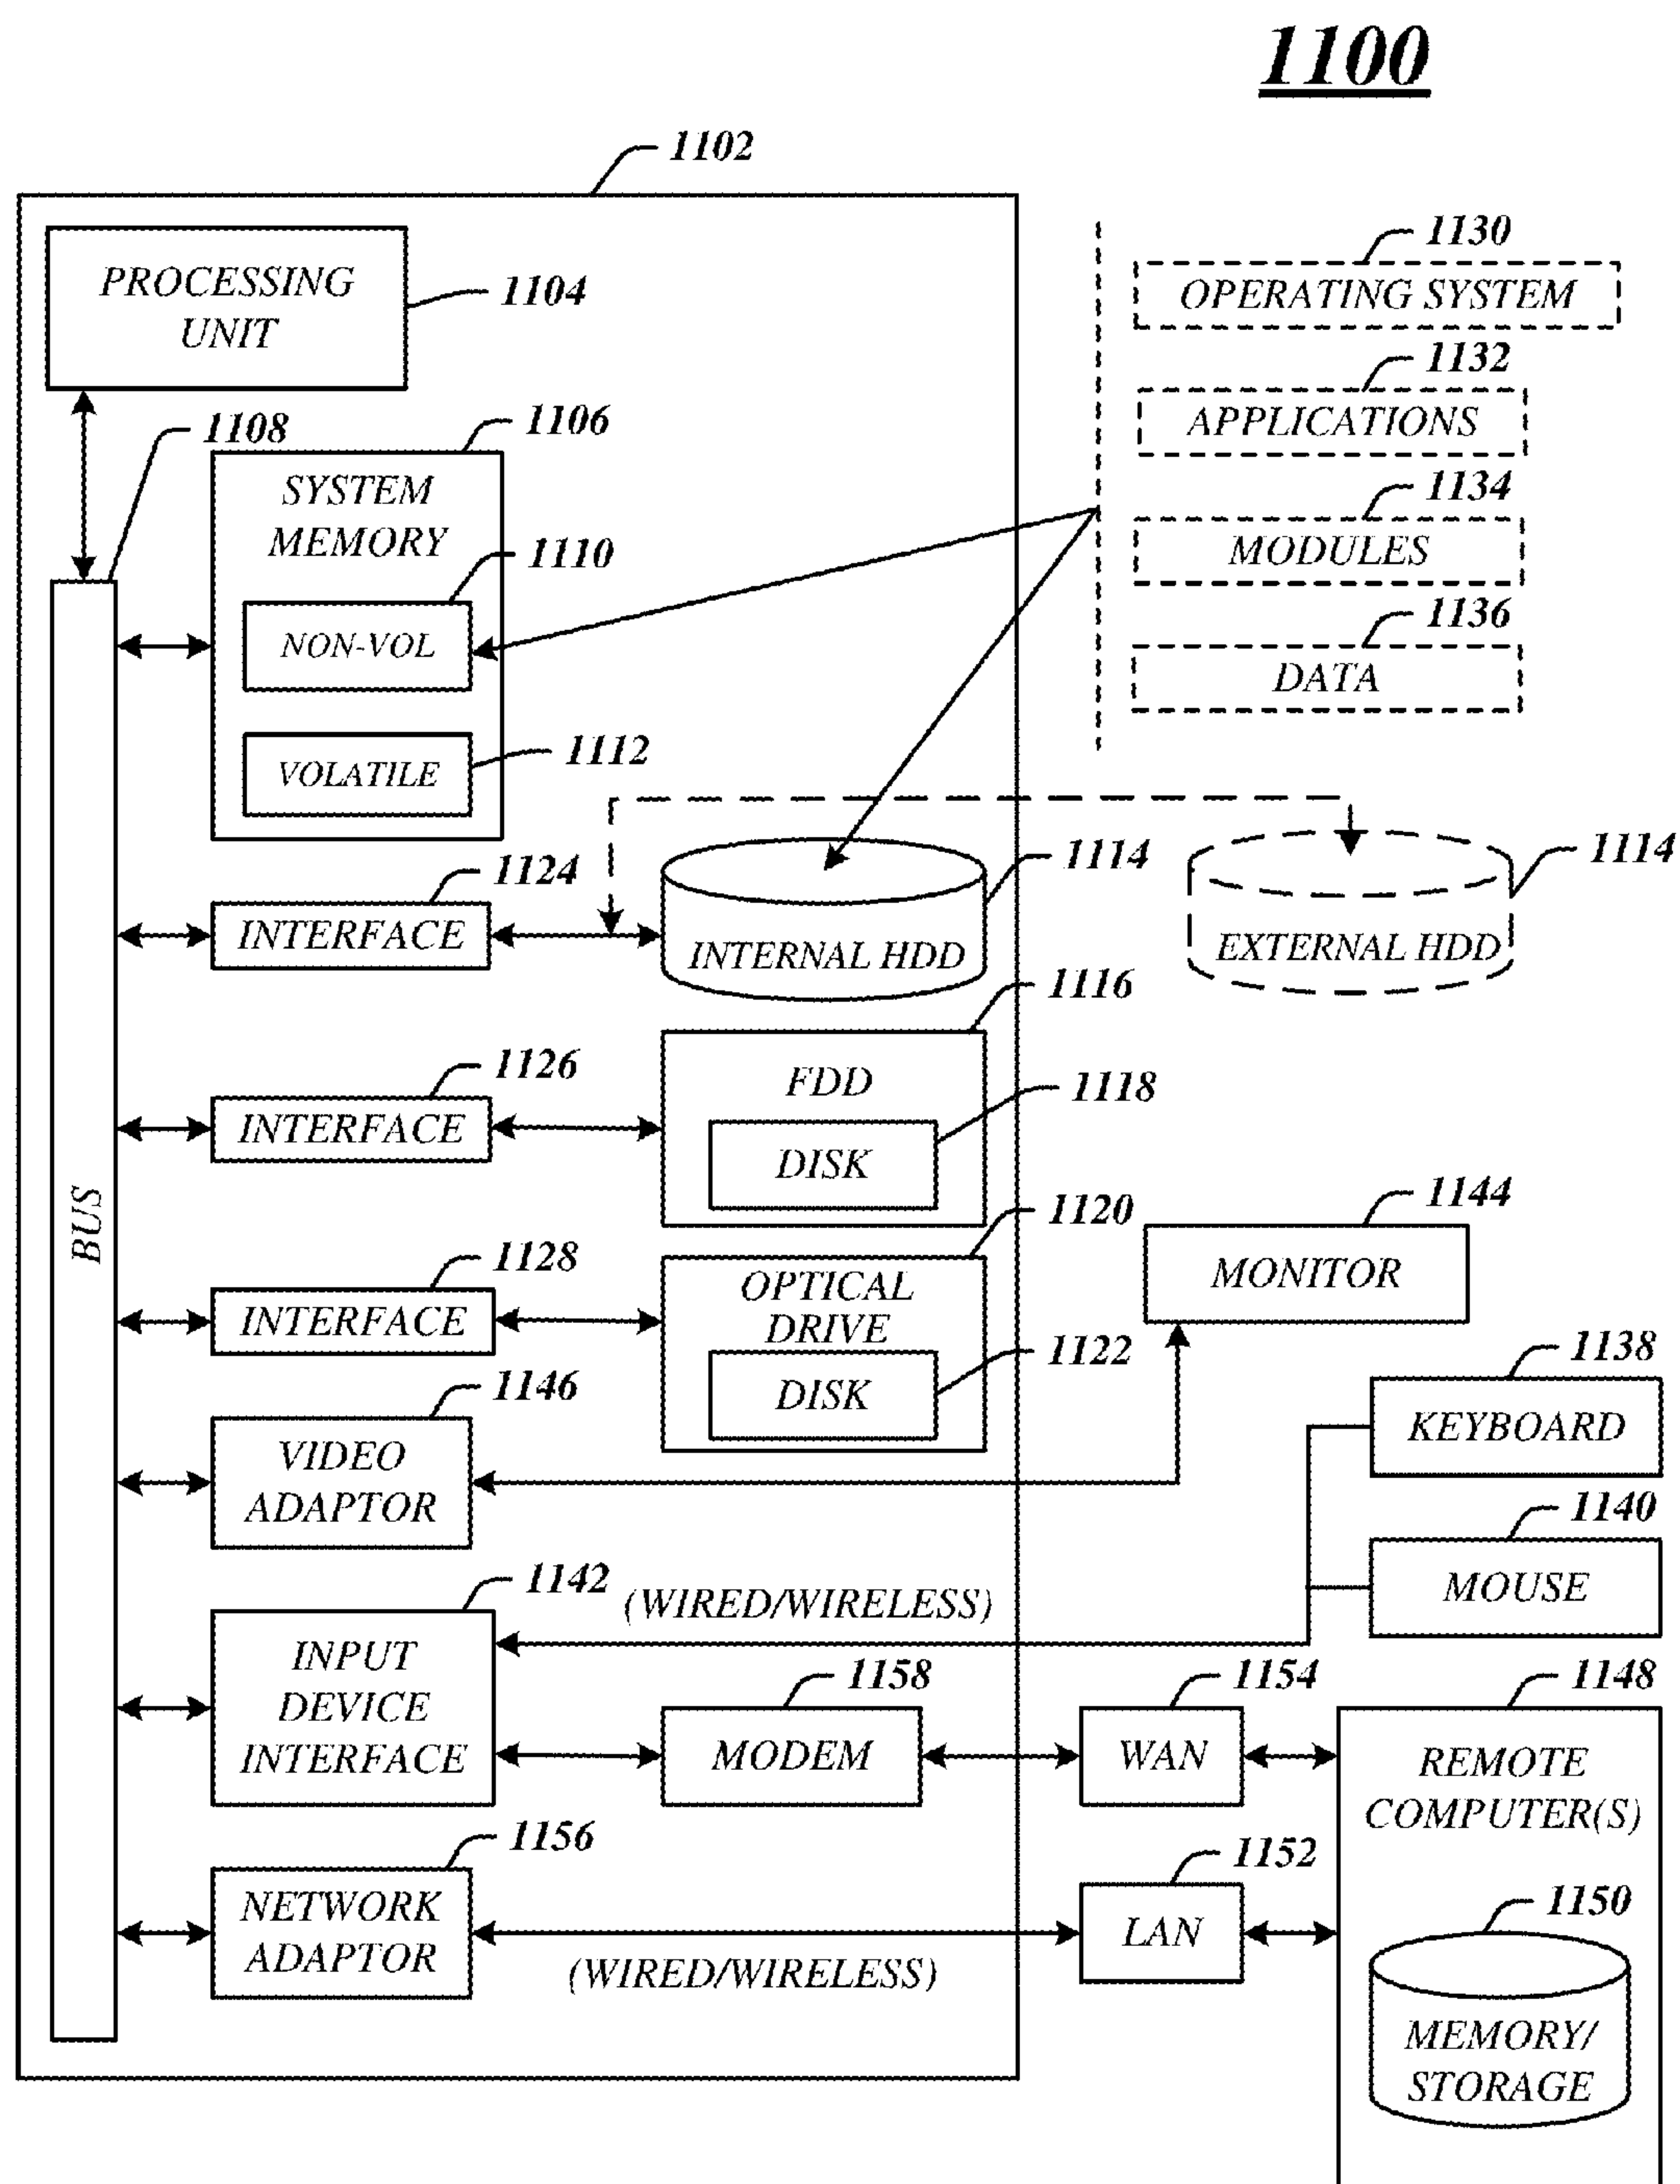 1100
1102
PROCESSING
UNIT
1104
1108
1106
SYSTEM
MEMORY
1110
NON-VOL
1112
VOLATILE
1130
OPERATING SYSTEM
1132
APPLICATIONS
1134
MODULES
1136
DATA
1124
INTERFACE
1114
INTERNAL HDD
1114
EXTERNAL HDD
1126
INTERFACE
1116
FDD
1118
DISK
BUS
1128
INTERFACE
1120
OPTICAL
DRIVE
1122
DISK
1144
MONITOR
1146
VIDEO
ADAPTOR
1138
KEYBOARD
1140
MOUSE
1142
(WIRED/WIRELESS)
INPUT
DEVICE
INTERFACE
1158
MODEM
1154
WAN
1148
REMOTE
COMPUTER(S)
1156
NETWORK
ADAPTOR
(WIRED/WIRELESS)
1152
LAN
1150
MEMORY/
STORAGE